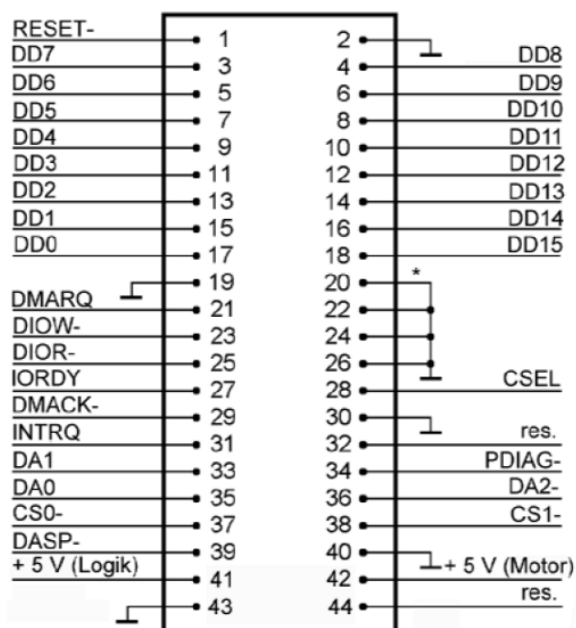 RESET- 1 2
DD7 3 4 DD8
DD6 5 6 DD9
DD5 7 8 DD10
DD4 9 10 DD11
DD3 11 12 DD12
DD2 13 14 DD13
DD1 15 16 DD14
DD0 17 18 DD15
19 20 *
DMARQ 21 22
DIOW- 23 24
DIOR- 25 26
IORDY 27 28 CSEL
DMACK- 29 30
INTRQ 31 32 res.
DA1 33 34 PDIAG-
DA0 35 36 DA2-
CS0- 37 38 CS1-
DASP- 39 40
+ 5 V (Logik) 41 42 + 5 V (Motor)
43 44 res.